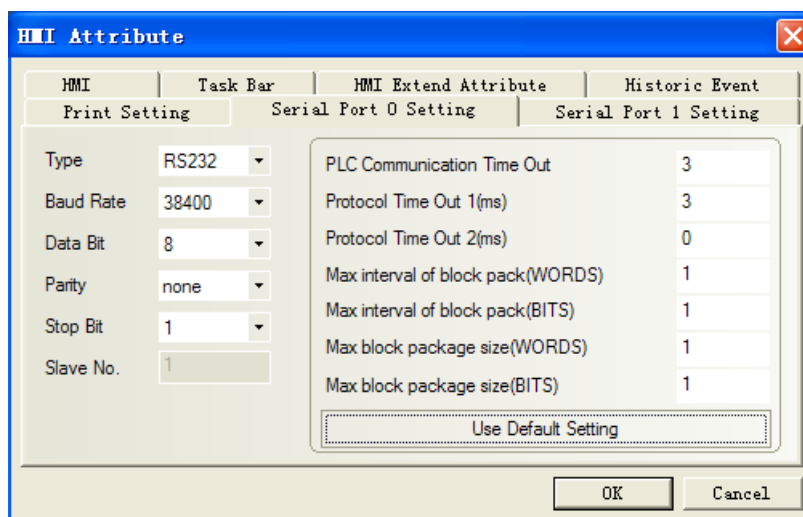 HMI Attribute
HMI Task Bar HMI Extend Attribute Historic Event
Print Setting Serial Port 0 Setting Serial Port 1 Setting
Type RS232
Baud Rate 38400
Data Bit 8
Parity none
Stop Bit 1
Slave No. 1
PLC Communication Time Out 3
Protocol Time Out 1(ms) 3
Protocol Time Out 2(ms) 0
Max interval of block pack(WORDS) 1
Max interval of block pack(BITS) 1
Max block package size(WORDS) 1
Max block package size(BITS) 1
Use Default Setting
OK Cancel